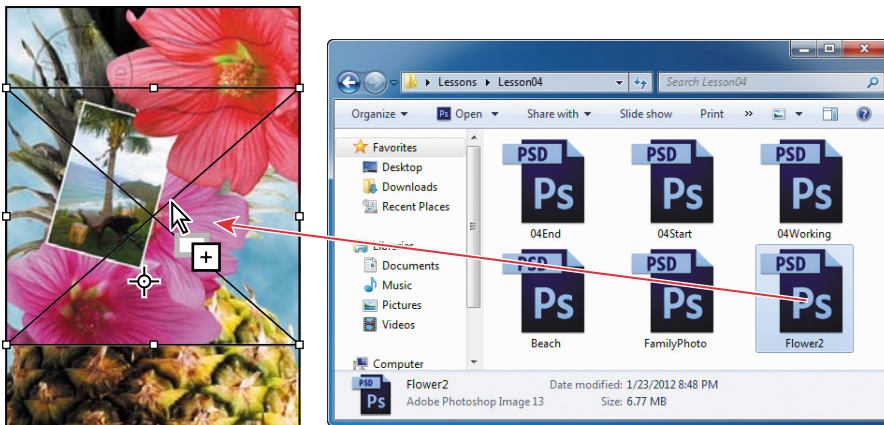 Lessons ▸ Lesson04
Search Lesson04
Organize Open Share with Slide show Print »
Favorites
Desktop
Downloads
Recent Places
Libraries
Documents
Music
Pictures
Videos
Computer
PSD PSD PSD
Ps Ps Ps
04End 04Start 04Working
PSD PSD PSD
Ps Ps Ps
Beach FamilyPhoto Flower2
PSD
Ps
Flower2 Date modified: 1/23/2012 8:48 PM
Adobe Photoshop Image 13 Size: 6.77 MB